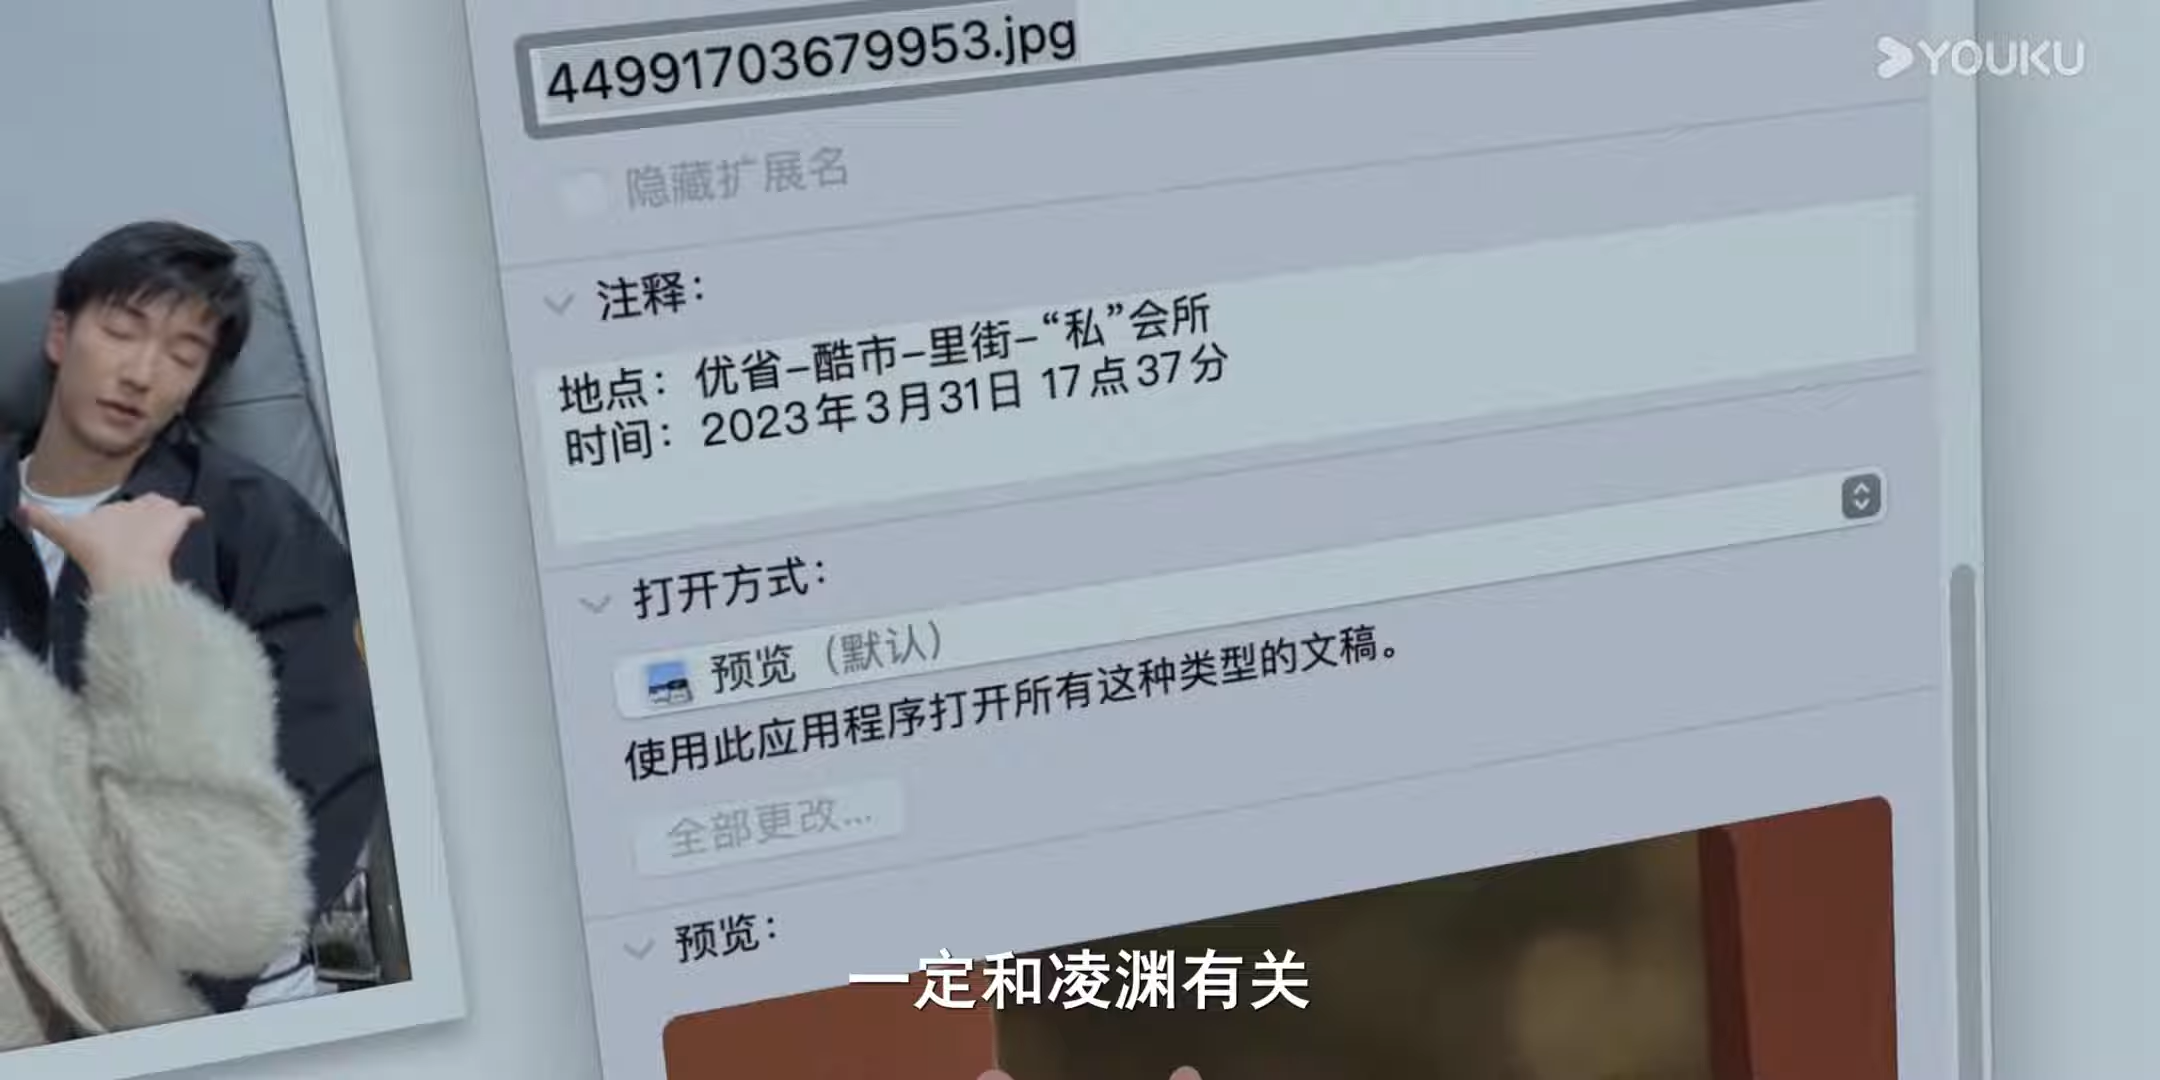 YOUKU
44991703679953.jpg
隐藏扩展名
注释：
地点：优省-酷市-里街-“私”会所
时间：2023年3月31日 17点37分
打开方式：
预览（默认）
使用此应用程序打开所有这种类型的文稿。
全部更改...
预览：
一定和凌渊有关